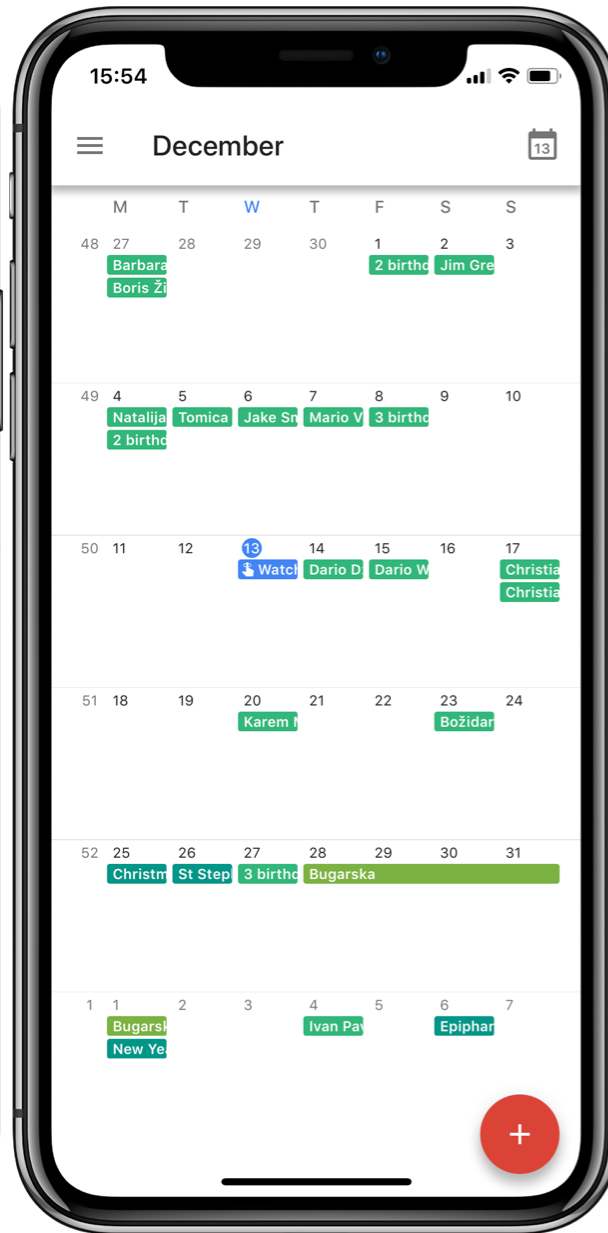 15:54
December 13
M T W T F S S
48 27 28 29 30 1 2 3
Barbara 2 birthd Jim Gre
Boris Ži
49 4 5 6 7 8 9 10
Natalija Tomica Jake Sn Mario V 3 birthd
2 birthd
50 11 12 13 14 15 16 17
Watch Dario D Dario W Christia
Christia
51 18 19 20 21 22 23 24
Karem Božidar
52 25 26 27 28 29 30 31
Christm St Step 3 birthd Bugarska
1 1 2 3 4 5 6 7
Bugarsk Ivan Pav Epiphan
New Ye